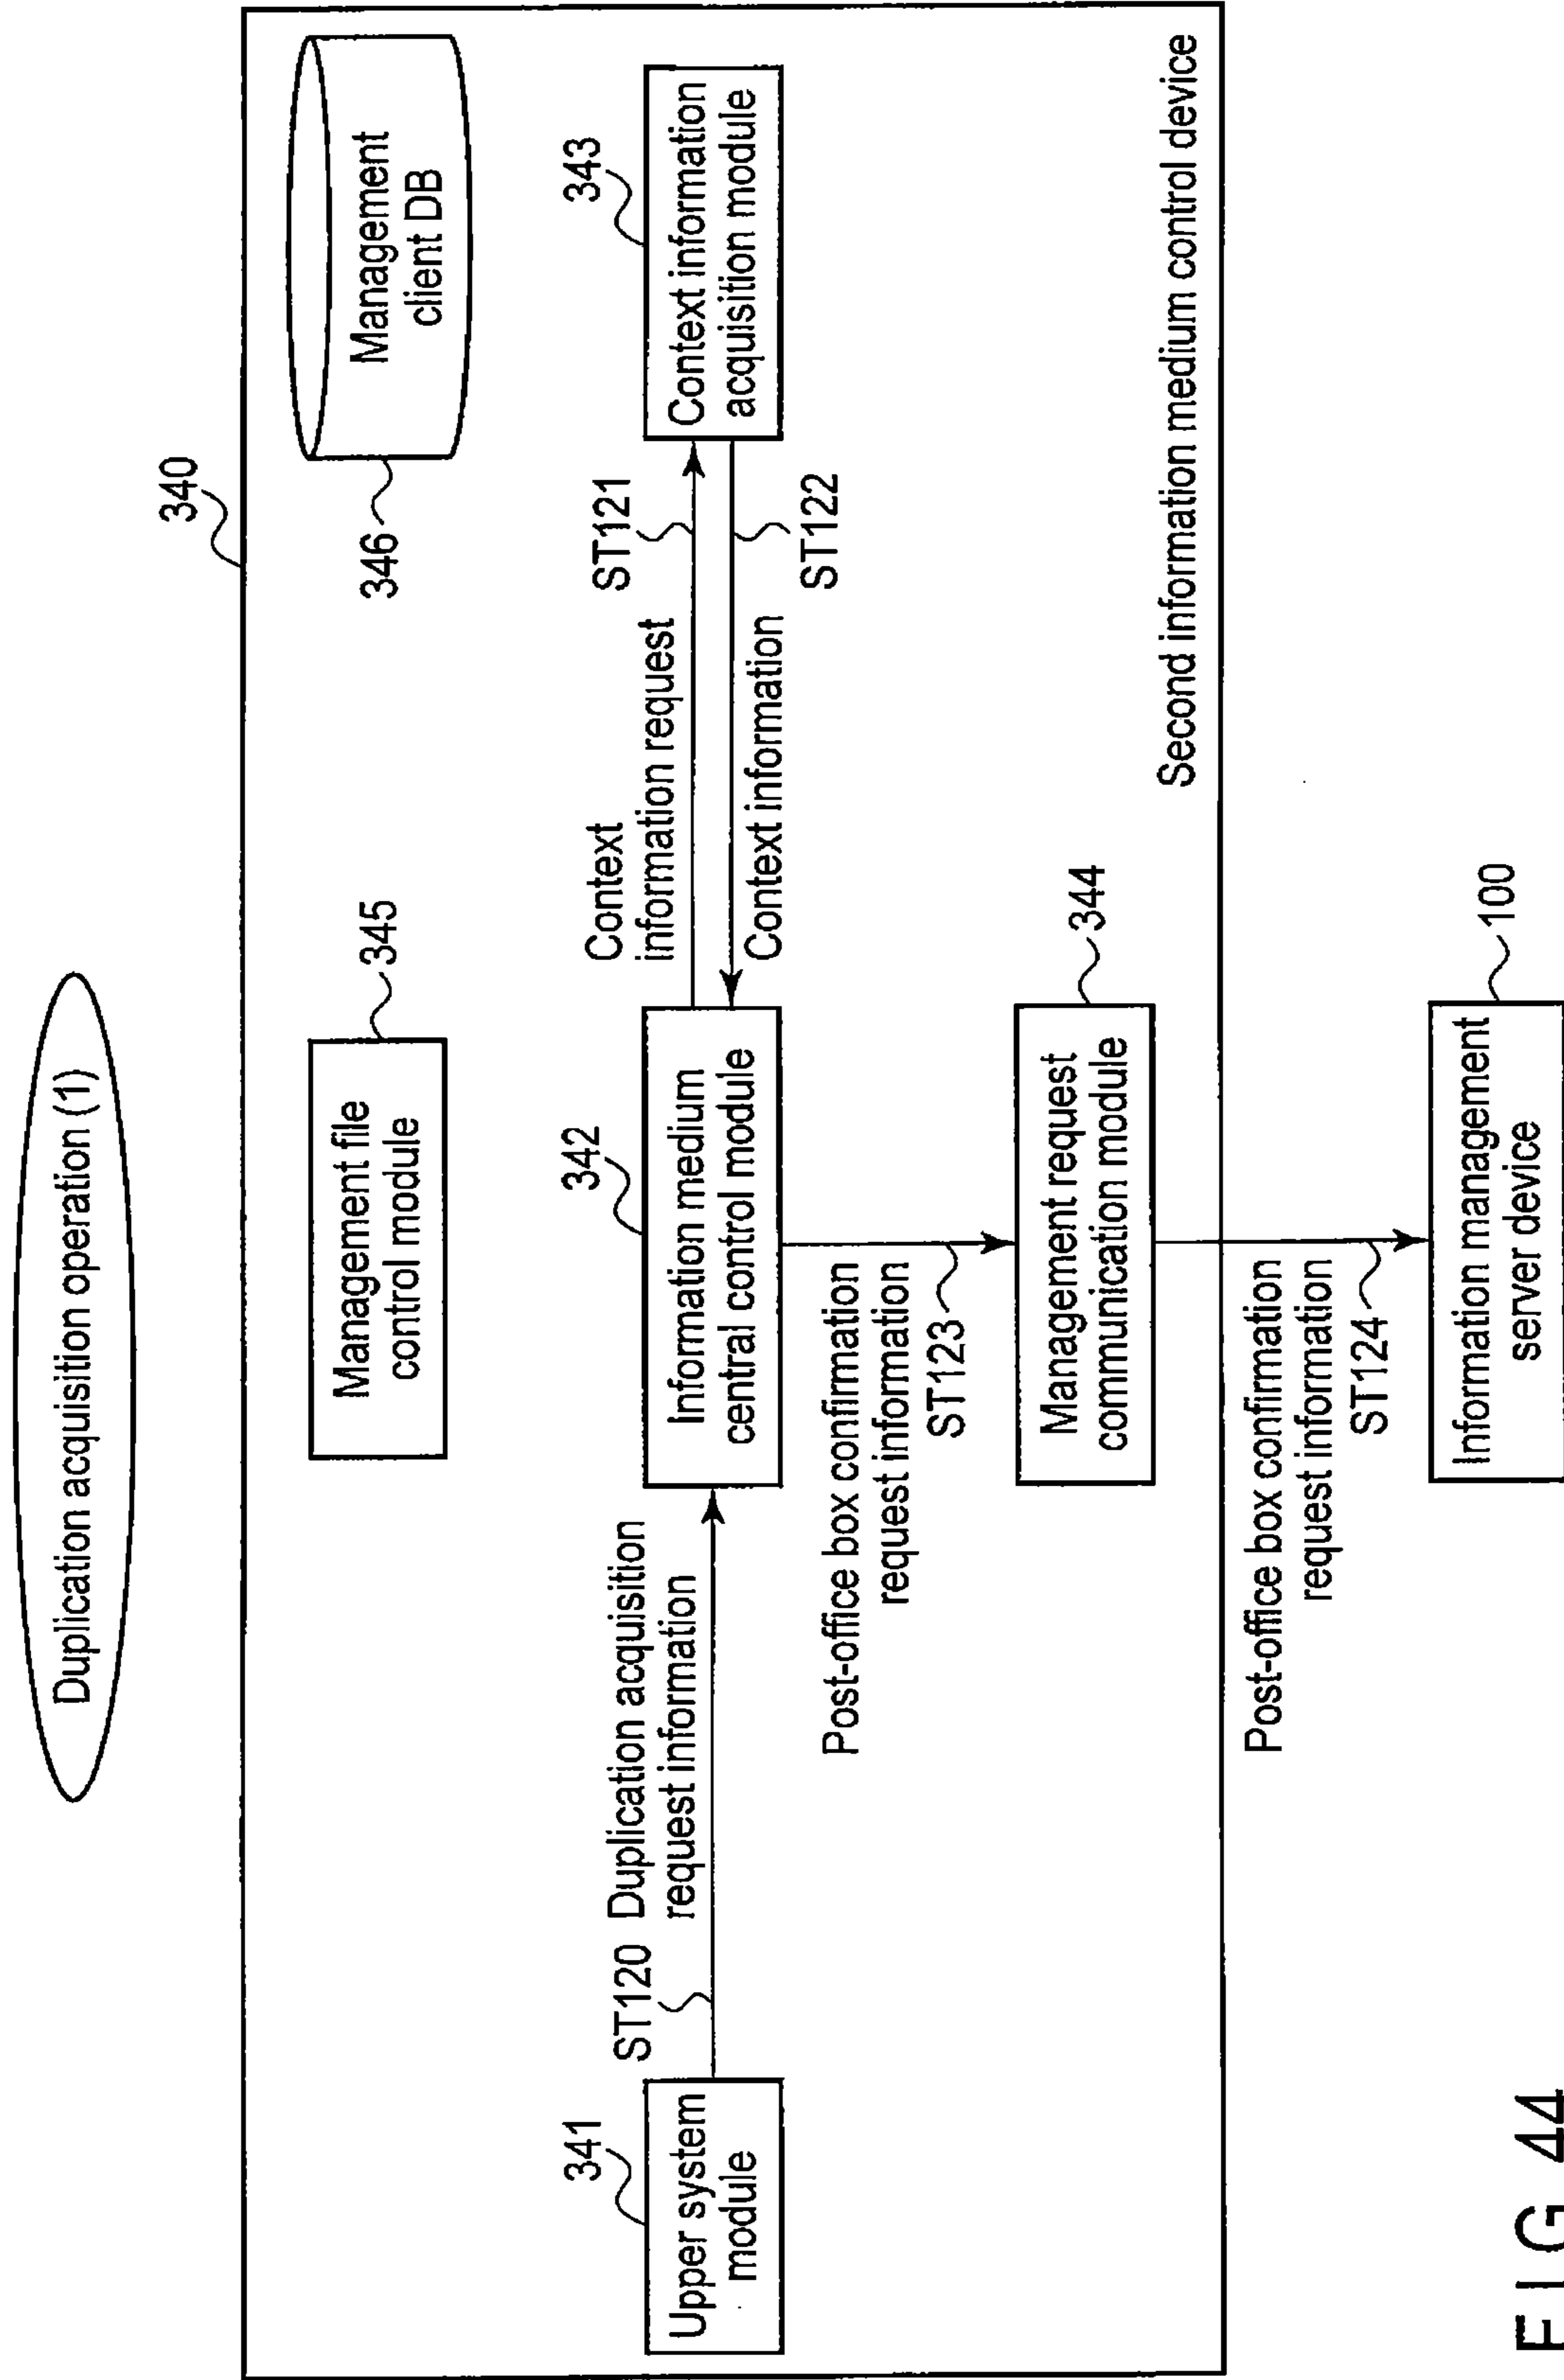 Duplication acquisition operation (1)
340
Management file
control module
345
Management
client DB
346
341
Upper system
module
ST120
Duplication acquisition
request information
342
Information medium
central control module
Context
information request
ST121
Context information
ST122
343
Context information
acquisition module
Post-office box confirmation
request information
ST123
344
Management request
communication module
Second information medium control device
Post-office box confirmation
request information
ST124
100
Information management
server device
FIG. 44